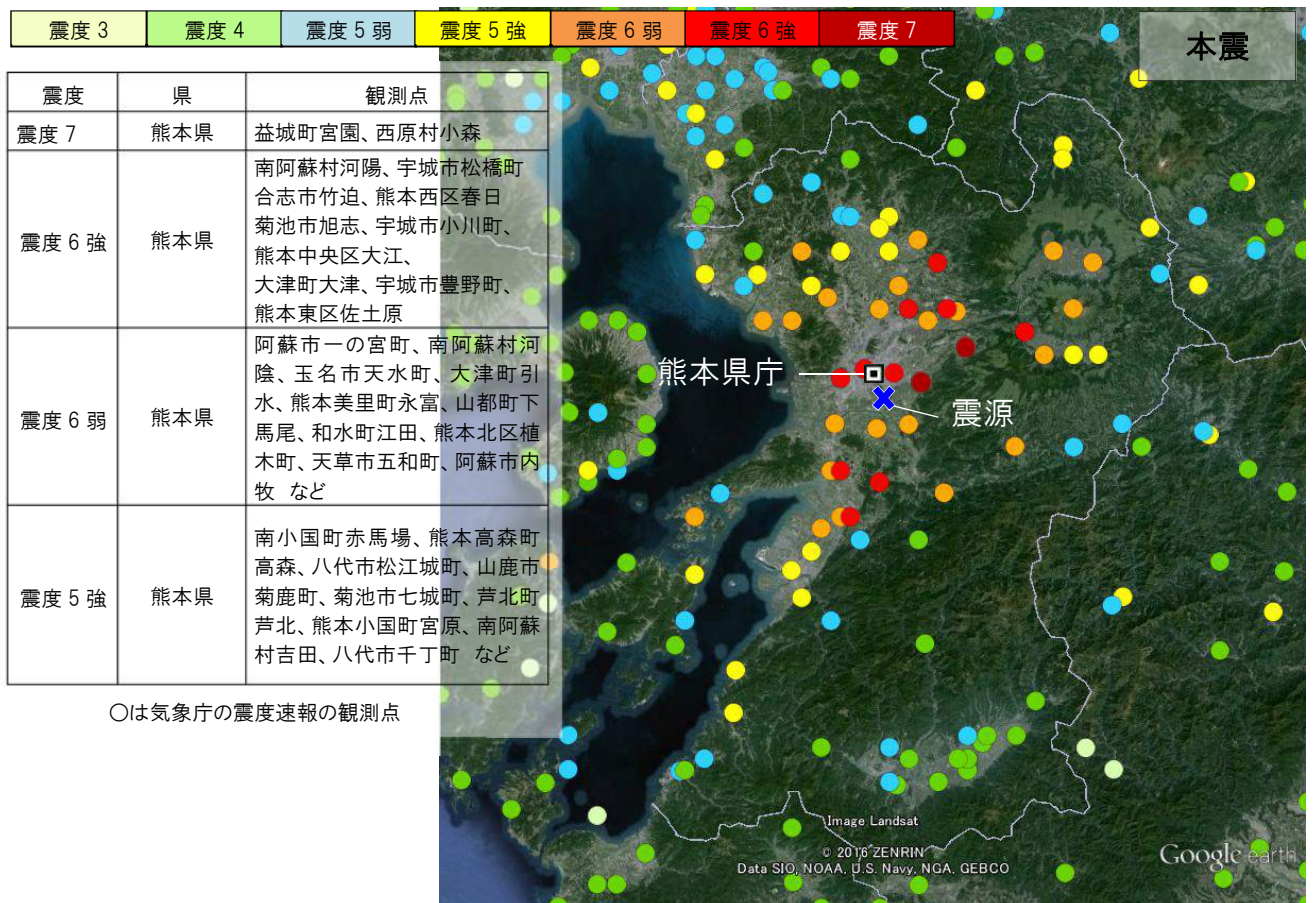 震度3 震度4 震度5弱 震度5強 震度6弱 震度6強 震度7
本震
震度 県 観測点
震度7 熊本県 益城町宮園、西原村小森
震度6強 熊本県
南阿蘇村河陽、宇城市松橋町
合志市竹迫、熊本西区春日
菊池市旭志、宇城市小川町、
熊本中央区大江、
大津町大津、宇城市豊野町、
熊本東区佐土原
震度6弱 熊本県
阿蘇市一の宮町、南阿蘇村河
陰、玉名市天水町、大津町引
水、熊本美里町永富、山都町下
馬尾、和水町江田、熊本北区植
木町、天草市五和町、阿蘇市内
牧 など
震度5強 熊本県
南小国町赤馬場、熊本高森町
高森、八代市松江城町、山鹿市
菊鹿町、菊池市七城町、芦北町
芦北、熊本小国町宮原、南阿蘇
村吉田、八代市千丁町 など
〇は気象庁の震度速報の観測点
熊本県庁
震源
Image Landsat
© 2016 ZENRIN
Data SIO, NOAA, U.S. Navy, NGA, GEBCO
Google earth